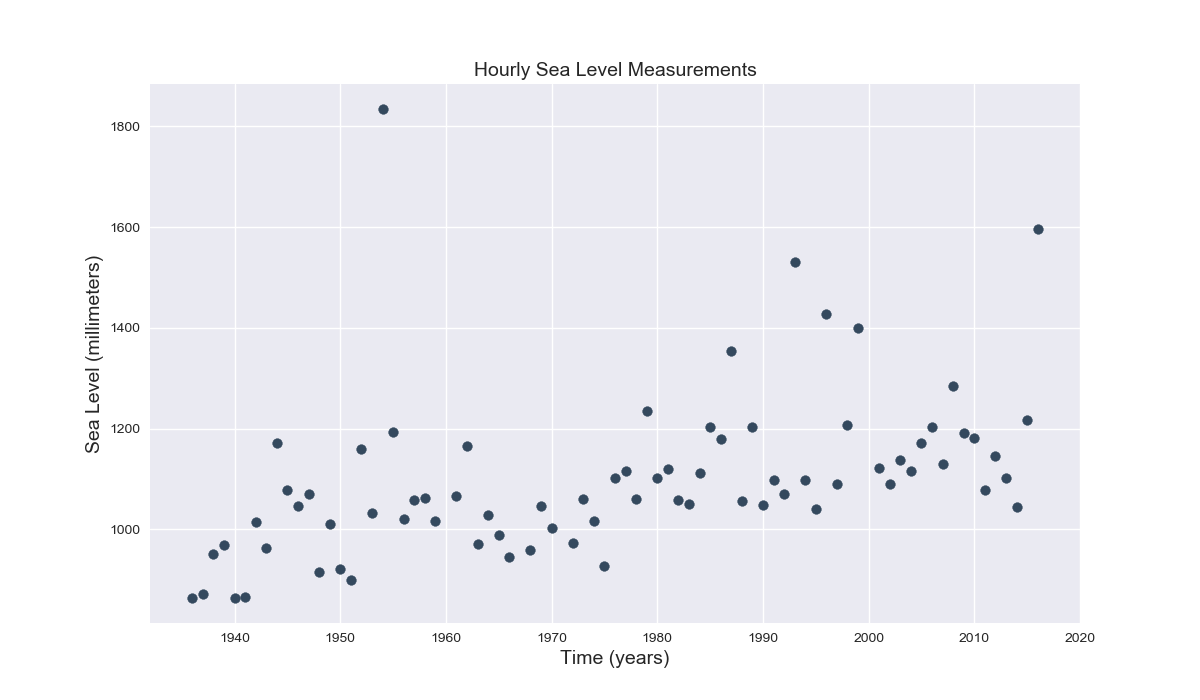 Hourly Sea Level Measurements
Sea Level (millimeters)
1800
1600
1400
1200
1000
1940 1950 1960 1970 1980 1990 2000 2010 2020
Time (years)